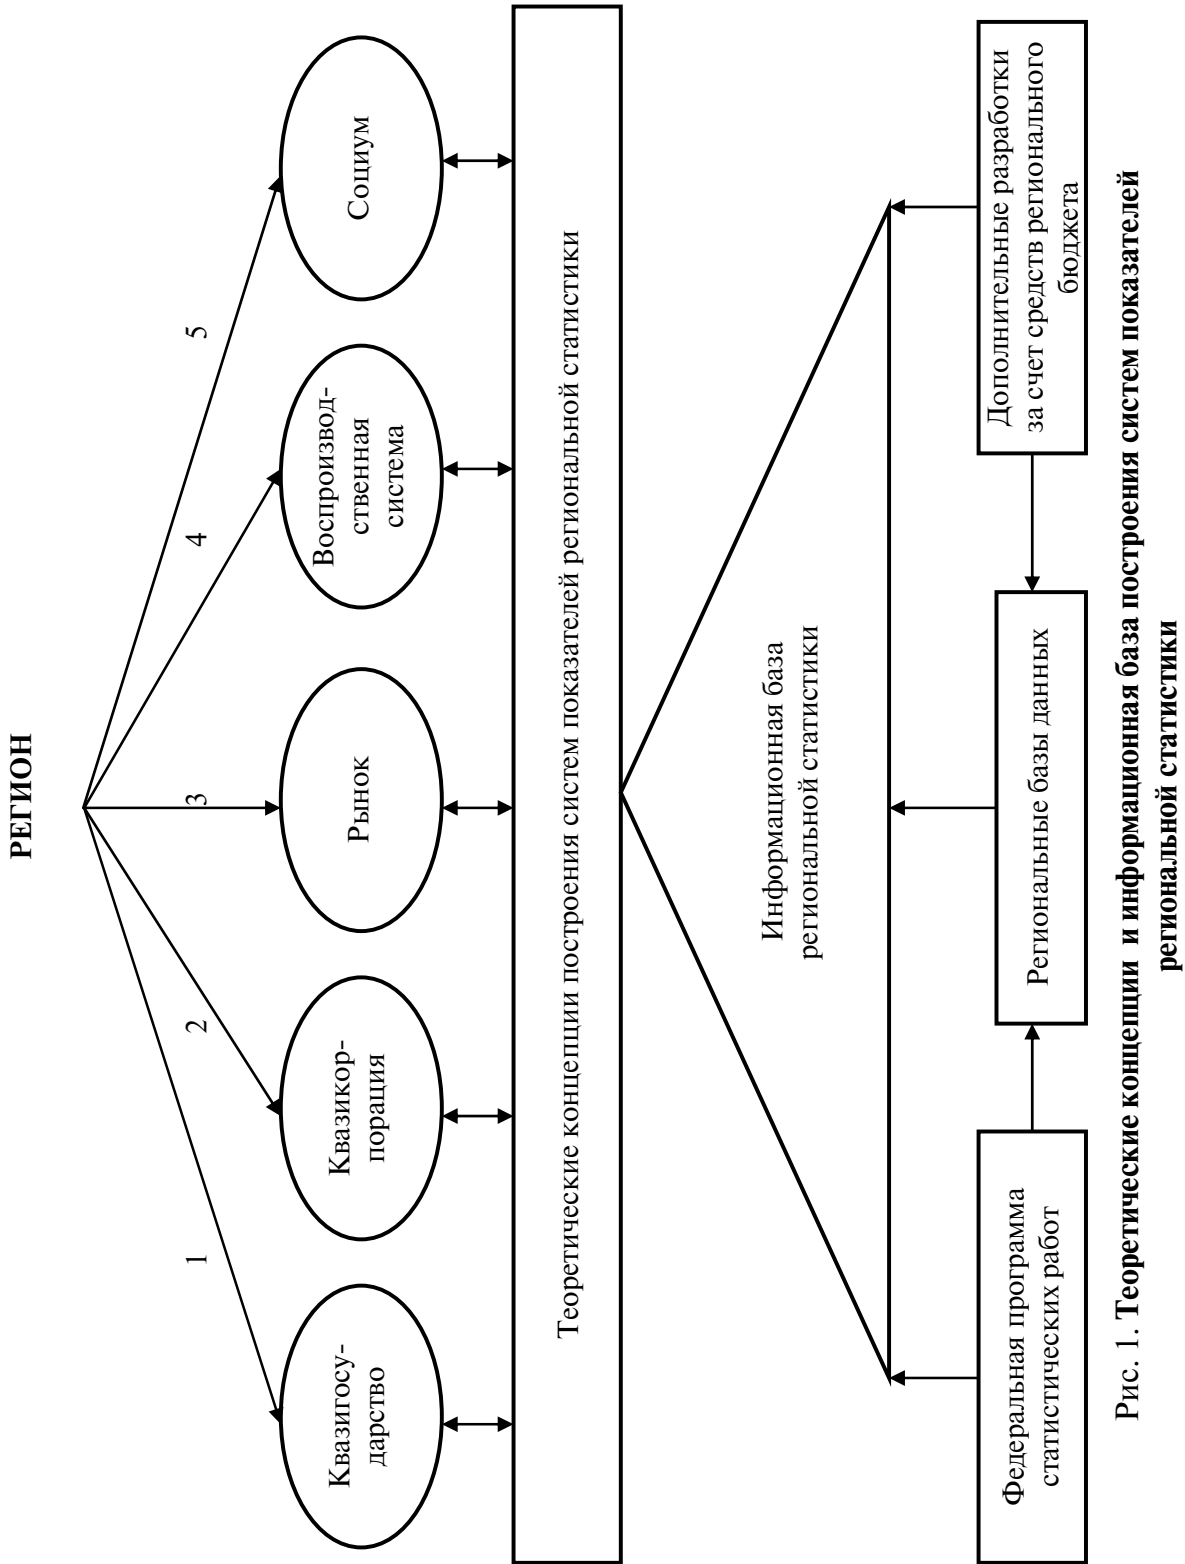 РЕГИОН
1
2
3
4
5
Квазигосу-
дарство
Квазикор-
порация
Рынок
Воспроизвод-
ственная
система
Социум
Теоретические концепции построения систем показателей региональной статистики
Информационная база
региональной статистики
Федеральная программа
статистических работ
Региональные базы данных
Дополнительные разработки
за счет средств регионального
бюджета
Рис. 1. Теоретические концепции и информационная база построения систем показателей
региональной статистики